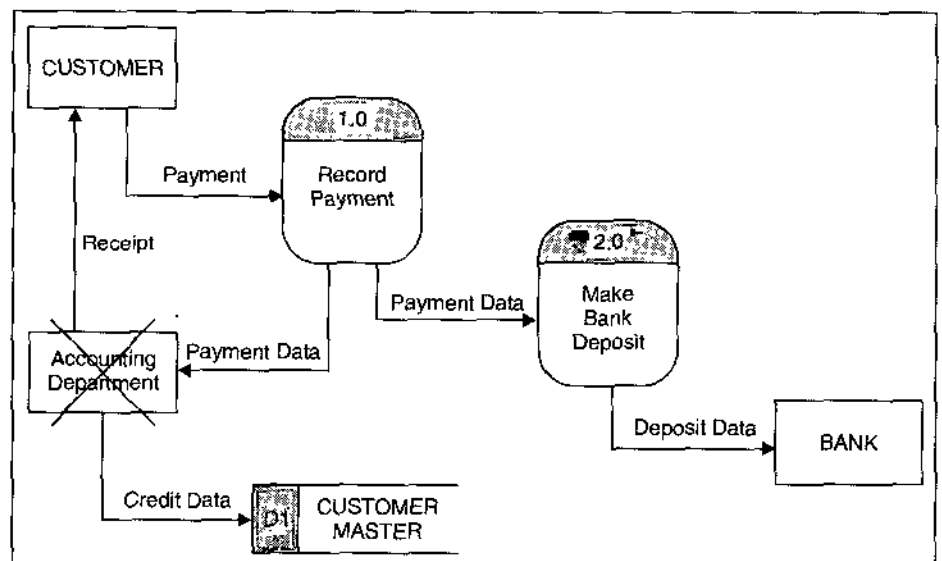 CUSTOMER
1.0
Record
Payment
Payment
Receipt
2.0
Make
Bank
Deposit
Payment Data
Payment Data
Accounting
Department
Deposit Data
BANK
Credit Data
D1
CUSTOMER
MASTER